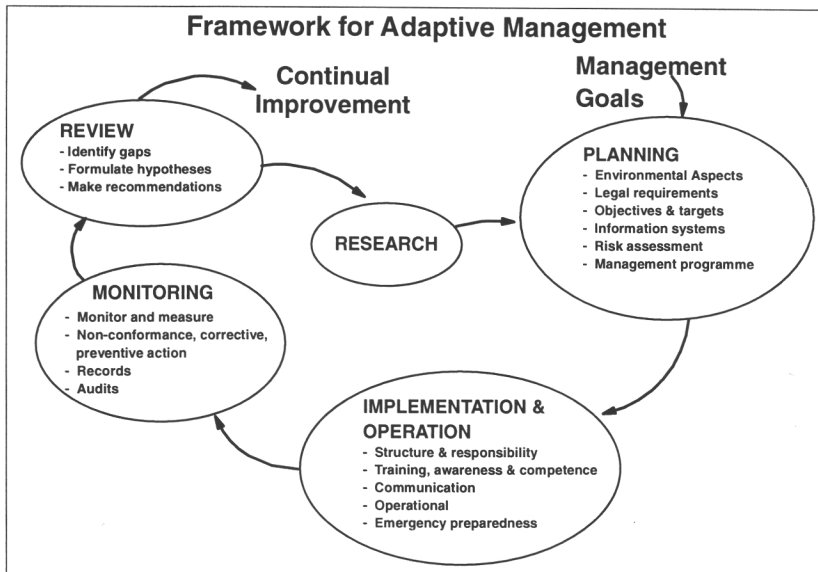 Framework for Adaptive Management
Continual
Improvement
Management
Goals
REVIEW
- Identify gaps
- Formulate hypotheses
- Make recommendations
PLANNING
- Environmental Aspects
- Legal requirements
- Objectives & targets
- Information systems
- Risk assessment
- Management programme
RESEARCH
MONITORING
- Monitor and measure
- Non-conformance, corrective,
preventive action
- Records
- Audits
IMPLEMENTATION &
OPERATION
- Structure & responsibility
- Training, awareness & competence
- Communication
- Operational
- Emergency preparedness